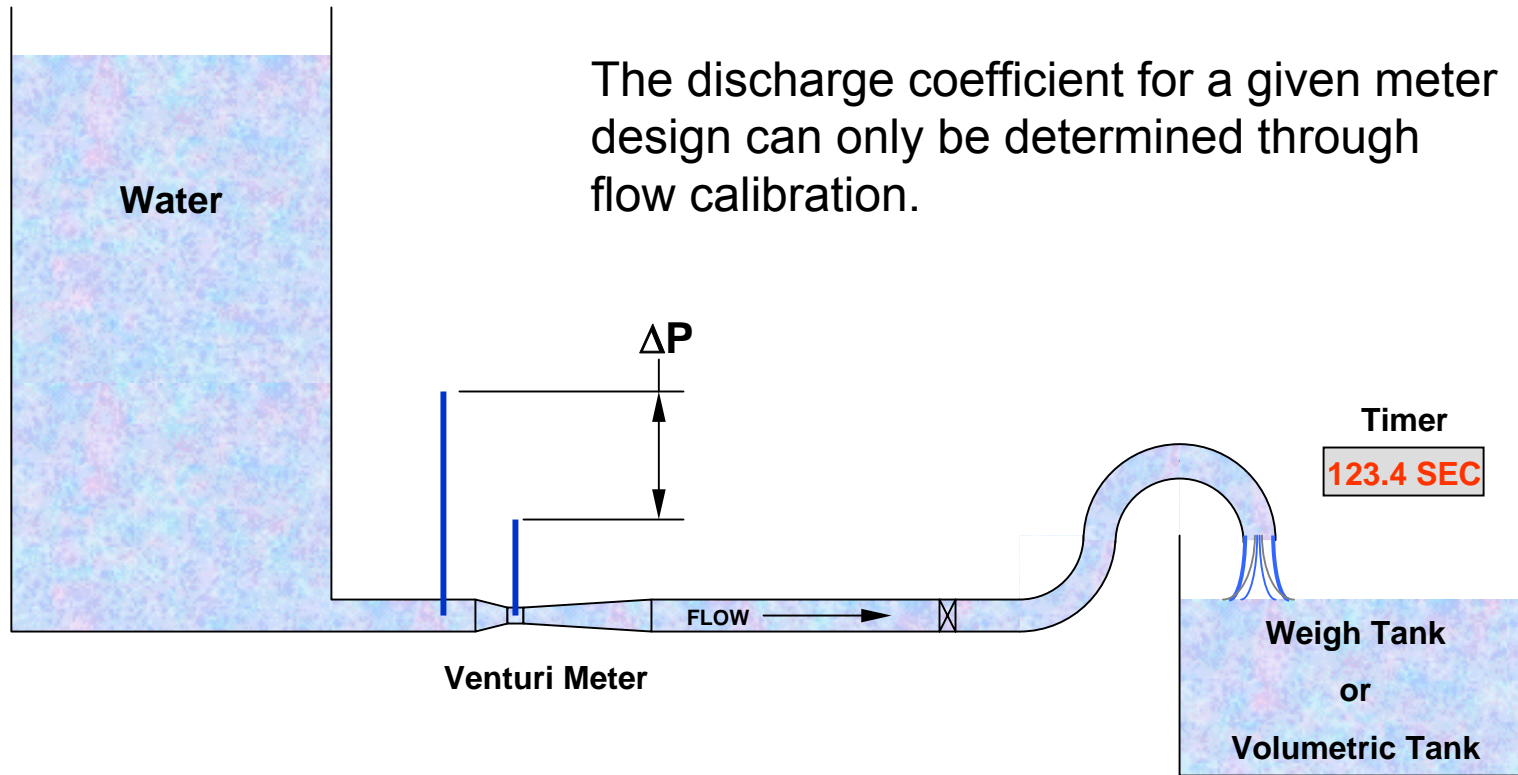 The discharge coefficient for a given meter
design can only be determined through
flow calibration.
Water
ΔP
Timer
123.4 SEC
FLOW
Venturi Meter
Weigh Tank
or
Volumetric Tank